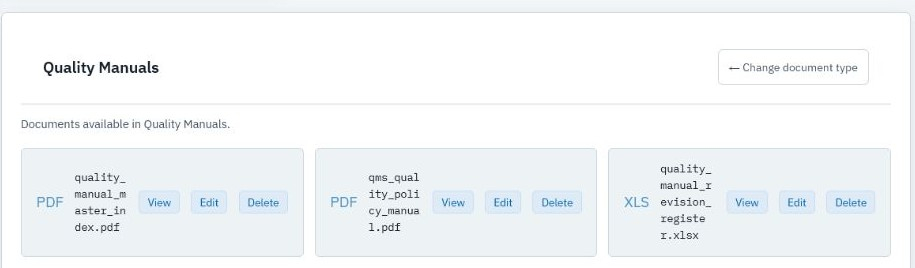 Quality Manuals
← Change document type
Documents available in Quality Manuals.
PDF
quality_
manual_m
aster_in
dex.pdf
View Edit Delete
PDF
qms_qual
ity_poli
cy_manua
l.pdf
View Edit Delete
XLS
quality_
manual_r
evision_
registe
r.xlsx
View Edit Delete